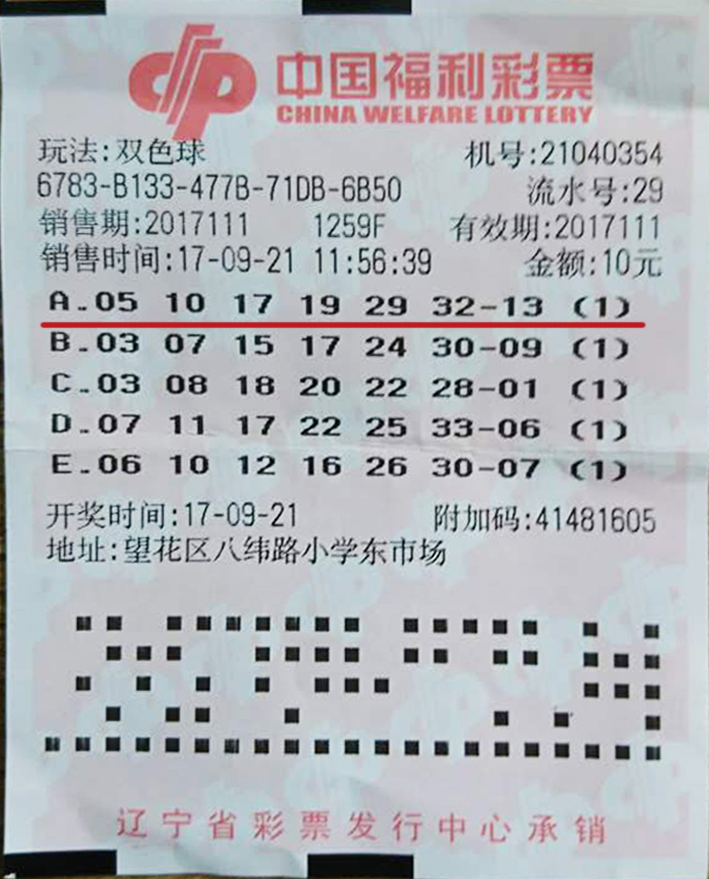 中国福利彩票
CHINA WELFARE LOTTERY
玩法:双色球 机号:21040354
6783-B133-477B-71DB-6B50 流水号:29
销售期:2017111 1259F 有效期:2017111
销售时间:17-09-21 11:56:39 金额:10元
A.05 10 17 19 29 32-13 (1)
B.03 07 15 17 24 30-09 (1)
C.03 08 18 20 22 28-01 (1)
D.07 11 17 22 25 33-06 (1)
E.06 10 12 16 26 30-07 (1)
开奖时间:17-09-21 附加码:41481605
地址:望花区八纬路小学东市场
辽宁省彩票发行中心承销